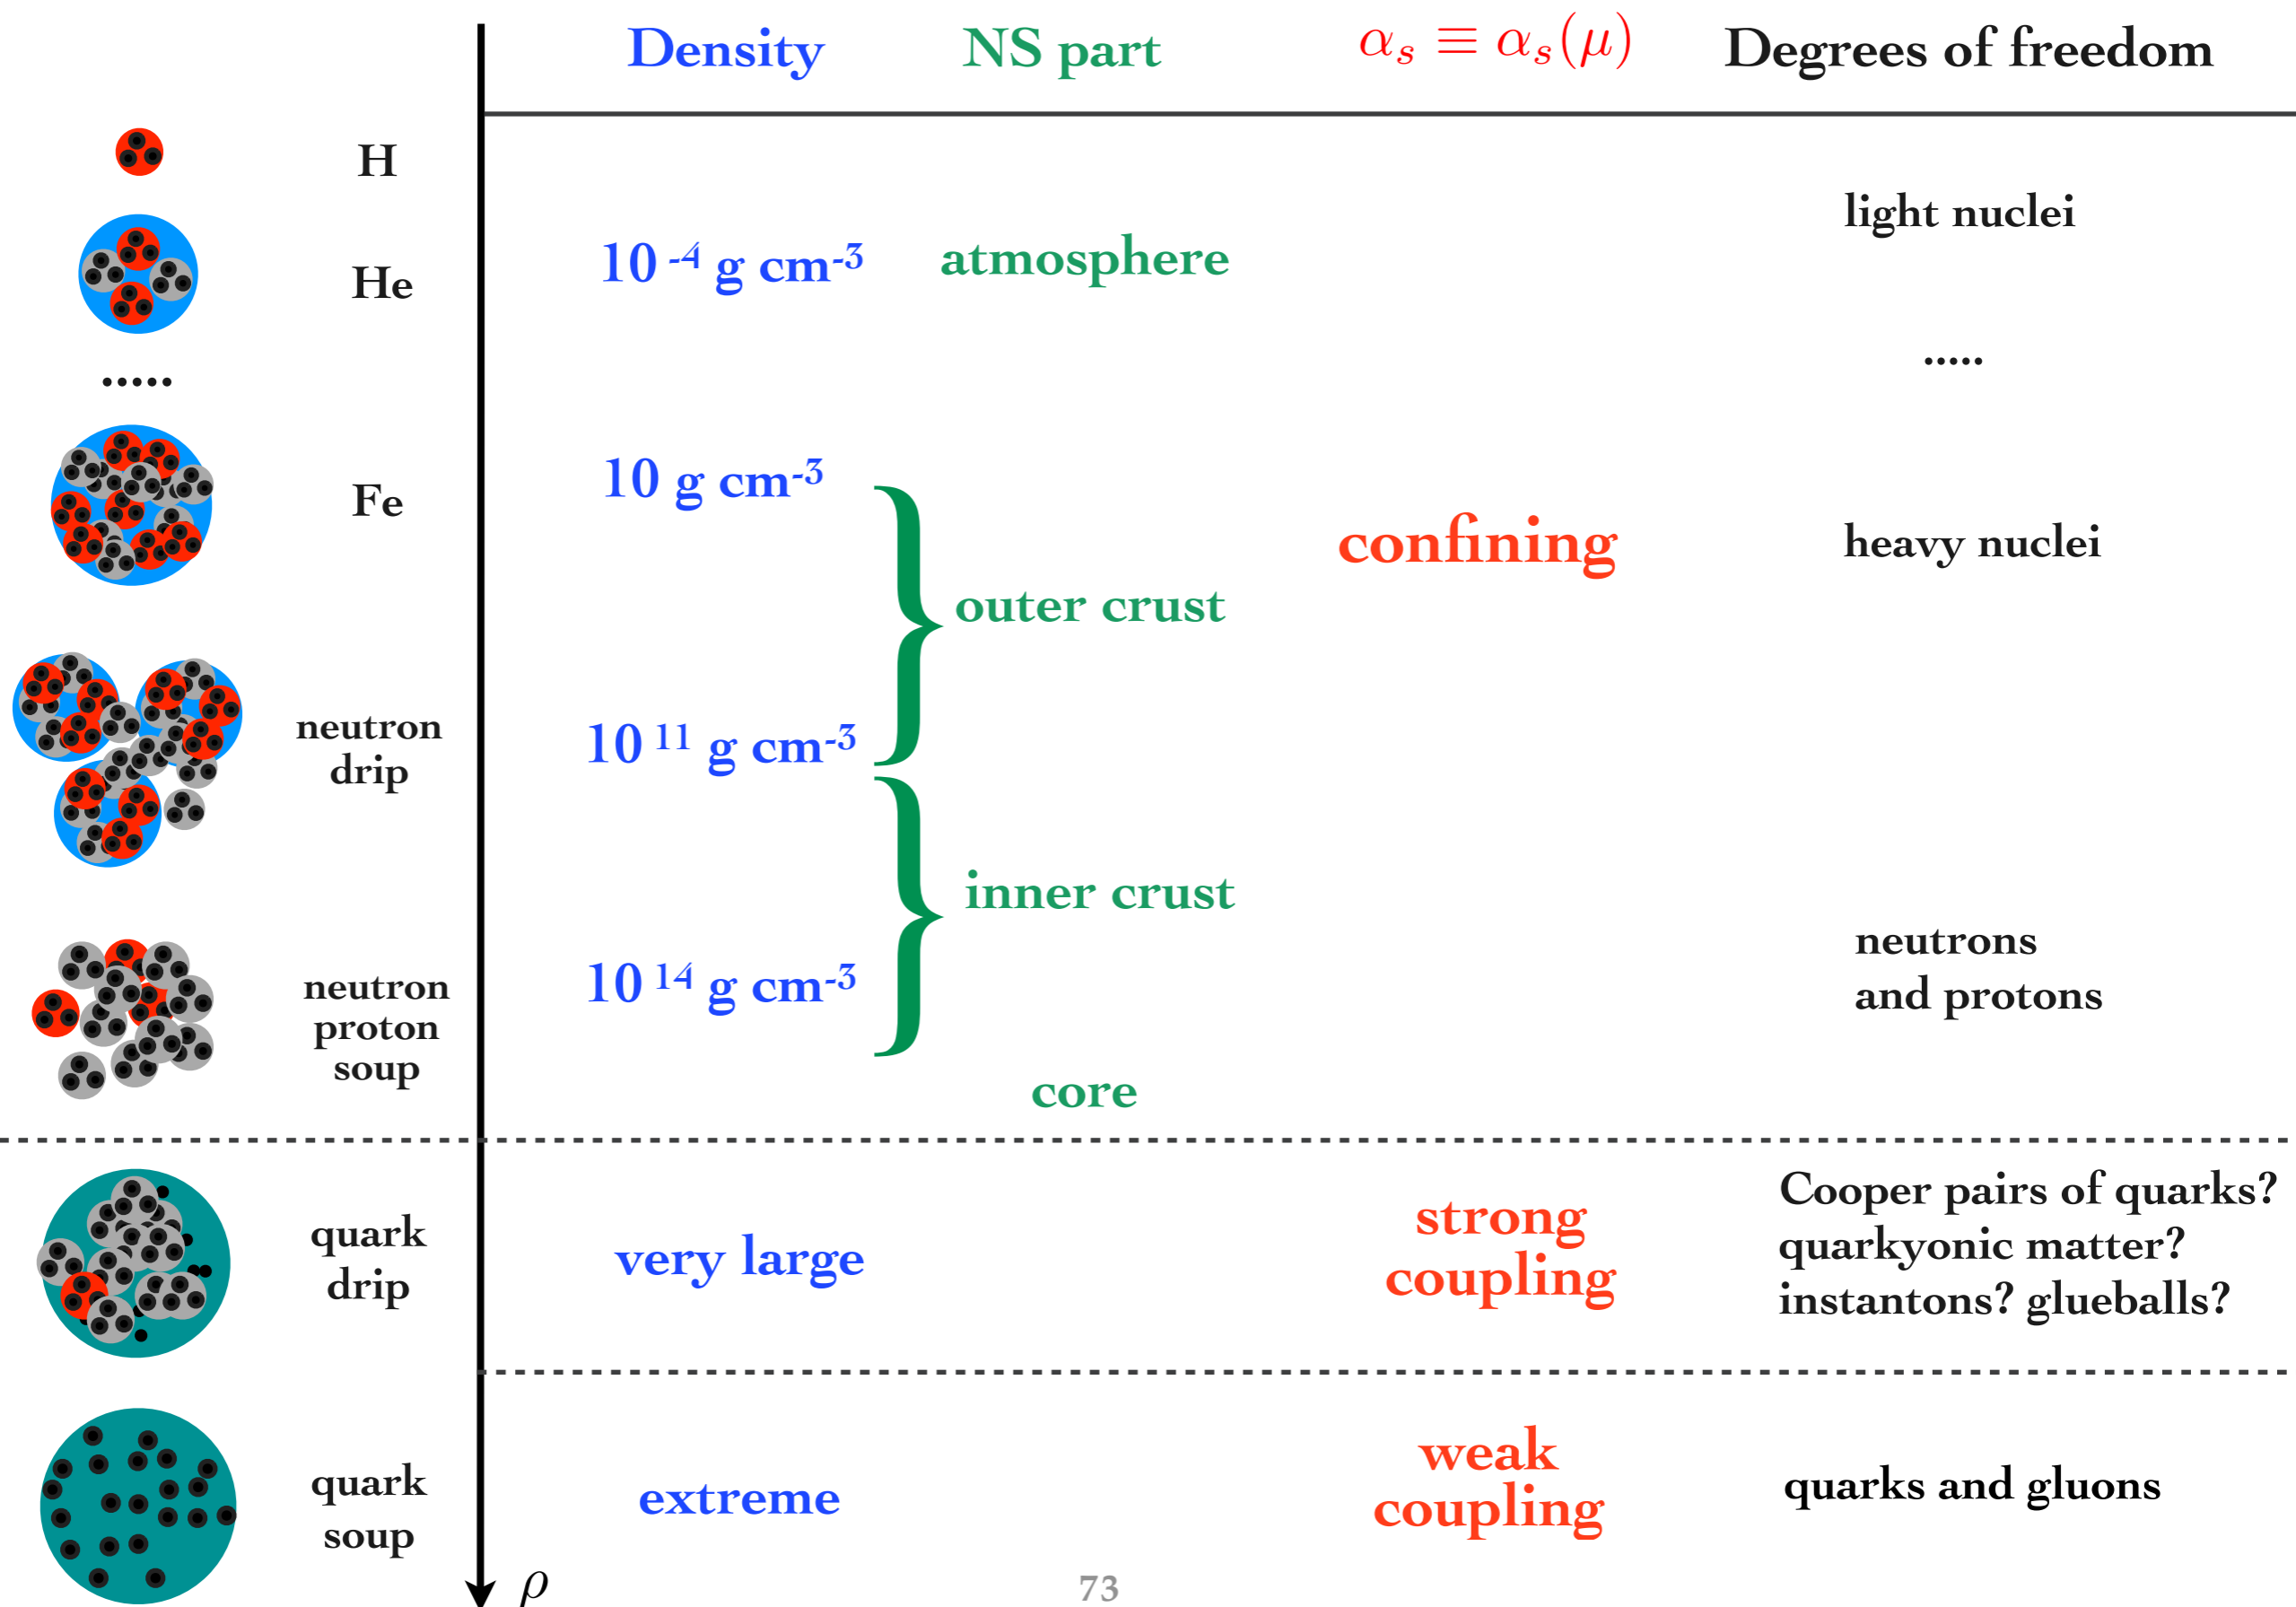 Density NS part αₛ ≡ αₛ(μ) Degrees of freedom
H
light nuclei
He 10 -4 g cm-3 atmosphere
.....
.....
Fe 10 g cm-3
confining heavy nuclei
outer crust
neutron
drip
10 11 g cm-3
inner crust
neutron
proton
soup
10 14 g cm-3
neutrons
and protons
core
quark
drip
very large
strong
coupling
Cooper pairs of quarks?
quarkyonic matter?
instantons? glueballs?
quark
soup
extreme
weak
coupling
quarks and gluons
ρ
73